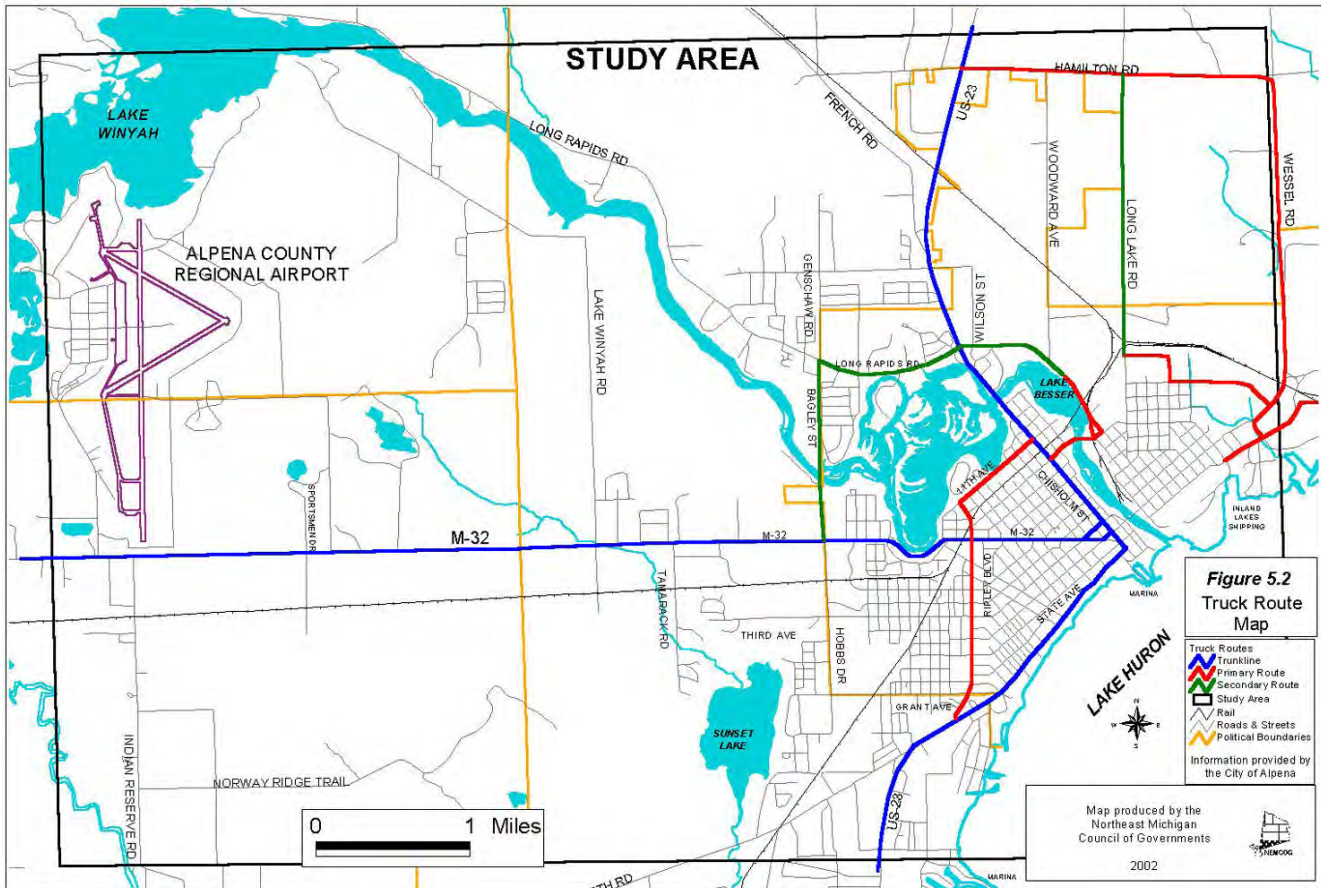 STUDY AREA
HAMILTON RD
US-23
FRENCH RD
LAKE
WINYAH
LONG RAPIDS RD
WOODWARD AVE
LONG LAKE RD
WESSEL RD
ALPENA COUNTY
REGIONAL AIRPORT
GENSCHAW RD
WILSON ST
LAKE WINYAH RD
LONG RAPIDS RD
LAKE
BESSER
BAGLEY ST
11TH AVE
CHISHOLM ST
SPORTSMEN DR
INLAND
LAKES
SHIPPING
M-32
M-32
M-32
RIPLEY BLVD
STATE AVE
MARINA
TAMARACK RD
THIRD AVE
HOBBS DR
GRANT AVE
LAKE HURON
SUNSET
LAKE
INDIAN RESERVE RD
NORWAY RIDGE TRAIL
US-23
0 1 Miles
MARINA
Figure 5.2
Truck Route
Map
Truck Routes
Trunkline
Primary Route
Secondary Route
Study Area
Rail
Roads & Streets
Political Boundaries
Information provided by
the City of Alpena
N
W E
S
Map produced by the
Northeast Michigan
Council of Governments
2002
NEMCOG